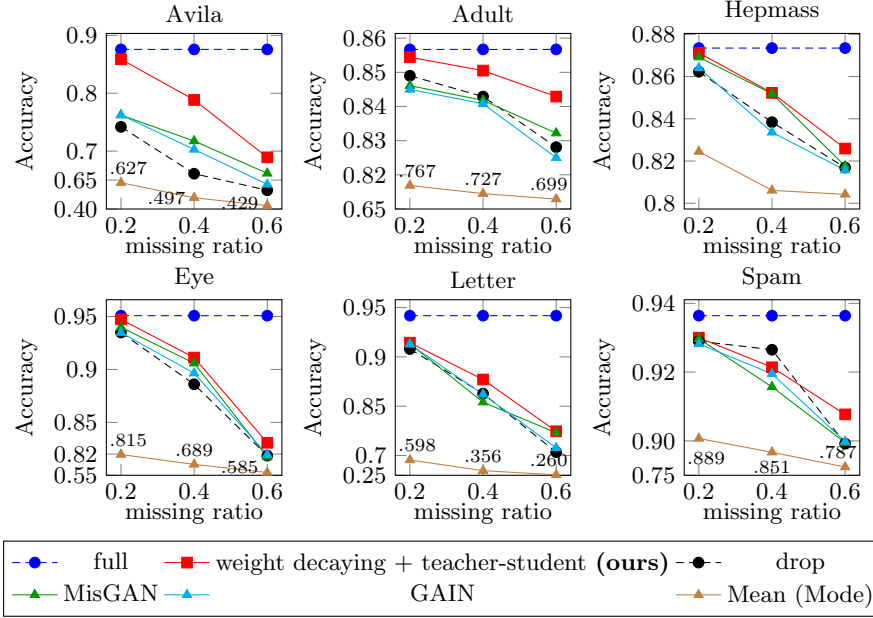 Avila
Adult
Hepmass
Accuracy
0.9
0.8
0.7
0.65
0.40
.627
.497
.429
0.2 0.4 0.6
missing ratio
Accuracy
0.86
0.85
0.84
0.83
0.82
0.65
.767
.727
.699
0.2 0.4 0.6
missing ratio
Accuracy
0.88
0.86
0.84
0.82
0.8
0.2 0.4 0.6
missing ratio
Eye
Letter
Spam
Accuracy
0.95
0.9
0.85
0.82
0.55
.815
.689
.585
0.2 0.4 0.6
missing ratio
Accuracy
0.95
0.9
0.85
0.7
0.25
.598
.356
.260
0.2 0.4 0.6
missing ratio
Accuracy
0.94
0.92
0.90
0.75
.889
.851
.787
0.2 0.4 0.6
missing ratio
full weight decaying + teacher-student (ours) drop
MisGAN GAIN Mean (Mode)